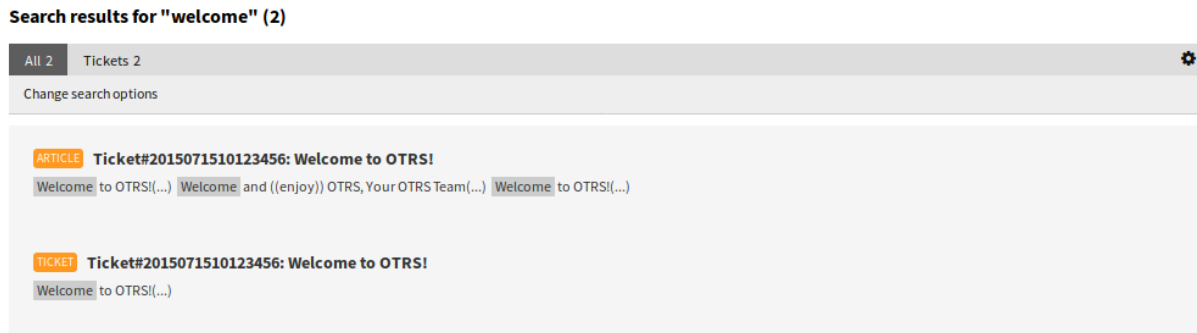 Search results for "welcome" (2)
All 2 Tickets 2
Change search options
ARTICLE Ticket#2015071510123456: Welcome to OTRS!
Welcome to OTRS!(...) Welcome and ((enjoy)) OTRS, Your OTRS Team(...) Welcome to OTRS!(...)
TICKET Ticket#2015071510123456: Welcome to OTRS!
Welcome to OTRS!(...)